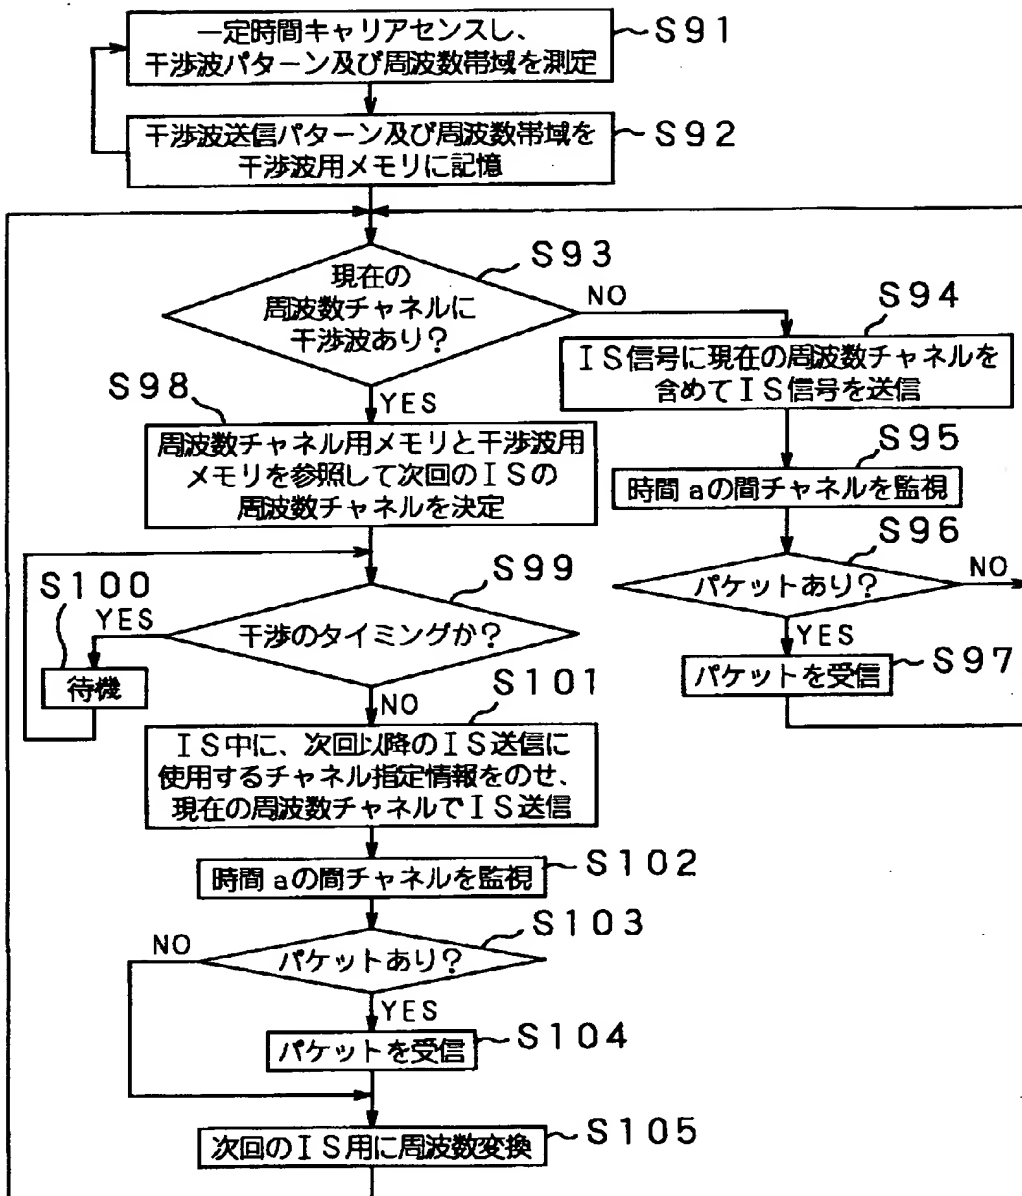 一定時間キャリアセンスし、
干渉波パターン及び周波数帯域を測定
S91
干渉波送信パターン及び周波数帯域を
干渉波用メモリに記憶
S92
現在の
周波数チャネルに
干渉波あり？
S93
NO
YES
IS信号に現在の周波数チャネルを
含めてIS信号を送信
S94
時間aの間チャネルを監視
S95
パケットあり？
S96
NO
YES
パケットを受信
S97
S98
周波数チャネル用メモリと干渉波用
メモリを参照して次回のISの
周波数チャネルを決定
S99
干渉のタイミングか？
YES
NO
S100
待機
S101
IS中に、次回以降のIS送信に
使用するチャネル指定情報をのせ、
現在の周波数チャネルでIS送信
時間aの間チャネルを監視
S102
パケットあり？
S103
NO
YES
パケットを受信
S104
次回のIS用に周波数変換
S105